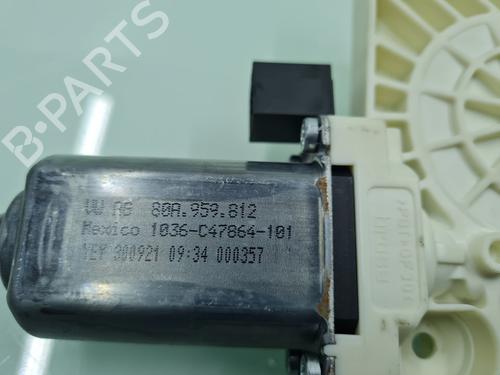 B-PARTS
VW AG 80A.959.812
Mexico 1036-C47864-101
YEY 300921 09:34 000357